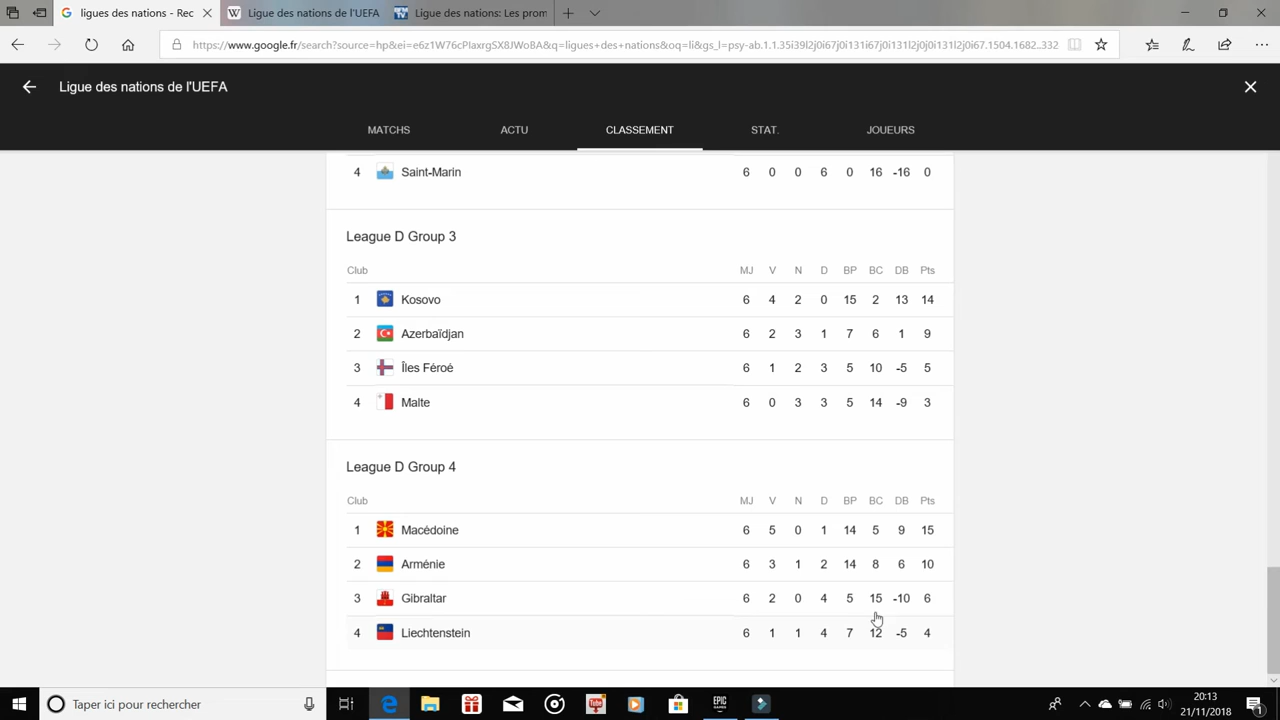 ligues des nations - Rec
Ligue des nations de l'UEFA
Ligue des nations: Les prom
https://www.google.fr/search?source=hp&ei=e6z1W76cPIaxrgSX8JWoBA&q=ligues+des+nations&oq=li&gs_l=psy-ab.1.1.35i39l2j0i67j0i131i67j0i131l2j0j0i131l2j0i67.1504.1682...332
Ligue des nations de l'UEFA
MATCHS ACTU CLASSEMENT STAT. JOUEURS
4 Saint-Marin 6 0 0 6 0 16 -16 0
League D Group 3
Club MJ V N D BP BC DB Pts
1 Kosovo 6 4 2 0 15 2 13 14
2 Azerbaïdjan 6 2 3 1 7 6 1 9
3 Îles Féroé 6 1 2 3 5 10 -5 5
4 Malte 6 0 3 3 5 14 -9 3
League D Group 4
Club MJ V N D BP BC DB Pts
1 Macédoine 6 5 0 1 14 5 9 15
2 Arménie 6 3 1 2 14 8 6 10
3 Gibraltar 6 2 0 4 5 15 -10 6
4 Liechtenstein 6 1 1 4 7 12 -5 4
Taper ici pour rechercher
20:13
21/11/2018